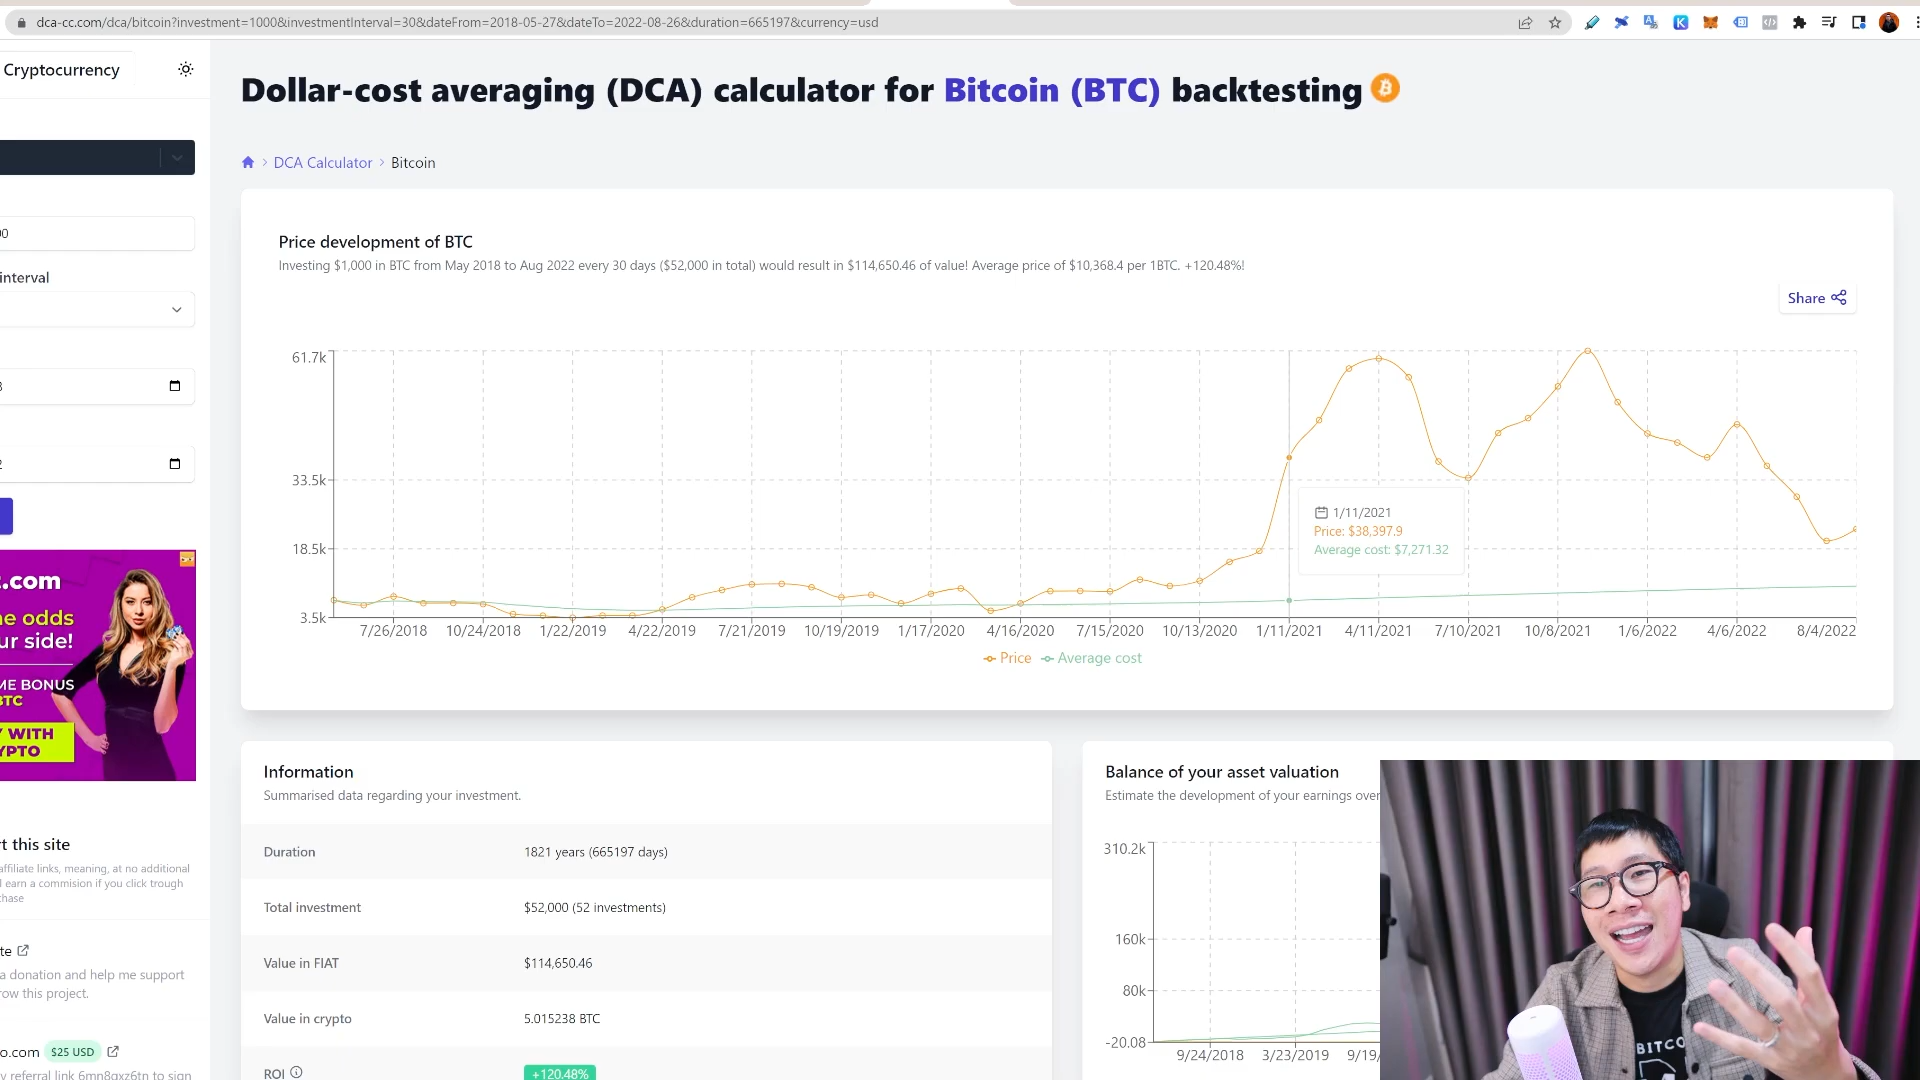 dca-cc.com/dca/bitcoin?investment=1000&investmentInterval=30&dateFrom=2018-05-27&dateTo=2022-08-26&duration=665197&currency=usd
Cryptocurrency
Dollar-cost averaging (DCA) calculator for Bitcoin (BTC) backtesting
DCA Calculator > Bitcoin
interval
Price development of BTC
Investing $1,000 in BTC from May 2018 to Aug 2022 every 30 days ($52,000 in total) would result in $114,650.46 of value! Average price of $10,368.4 per 1BTC. +120.48%!
Share
61.7k
33.5k
18.5k
3.5k
1/11/2021
Price: $38,397.9
Average cost: $7,271.32
7/26/2018 10/24/2018 1/22/2019 4/22/2019 7/21/2019 10/19/2019 1/17/2020 4/16/2020 7/15/2020 10/13/2020 1/11/2021 4/11/2021 7/10/2021 10/8/2021 1/6/2022 4/6/2022 8/4/2022
Price Average cost
.com
he odds
ur side!
ME BONUS
BTC
Y WITH
YPTO
Information
Summarised data regarding your investment.
Duration 1821 years (665197 days)
Total investment $52,000 (52 investments)
Value in FIAT $114,650.46
Value in crypto 5.015238 BTC
ROI +120.48%
Balance of your asset valuation
Estimate the development of your earnings over
310.2k
160k
80k
-20.08
9/24/2018 3/23/2019 9/19/
rt this site
affiliate links, meaning, at no additional
earn a commision if you click trough
hase
te
a donation and help me support
row this project.
o.com $25 USD
y referral link 6mn8qxz6tn to sign
BITCO